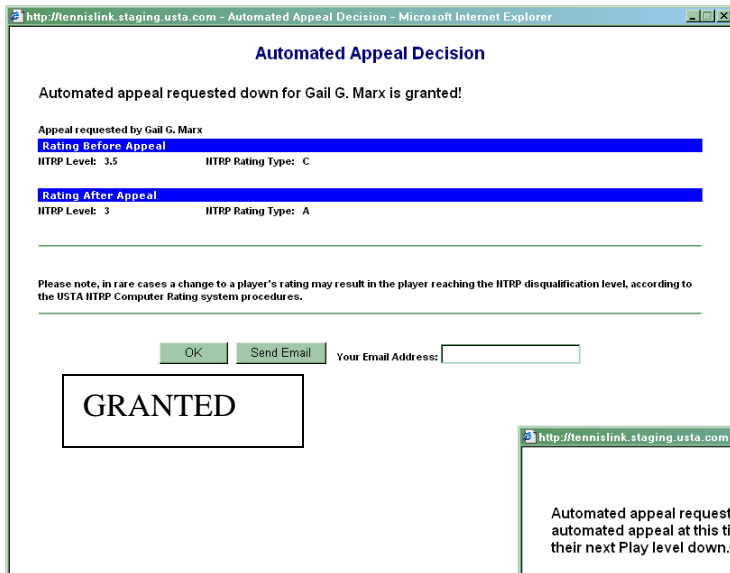 http://tennislink.staging.usta.com - Automated Appeal Decision - Microsoft Internet Explorer
Automated Appeal Decision
Automated appeal requested down for Gail G. Marx is granted!
Appeal requested by Gail G. Marx
Rating Before Appeal
NTRP Level: 3.5 NTRP Rating Type: C
Rating After Appeal
NTRP Level: 3 NTRP Rating Type: A
Please note, in rare cases a change to a player's rating may result in the player reaching the NTRP disqualification level, according to
the USTA NTRP Computer Rating system procedures.
OK Send Email Your Email Address:
GRANTED
http://tennislink.staging.usta.com
Automated appeal request
automated appeal at this ti
their next Play level down.